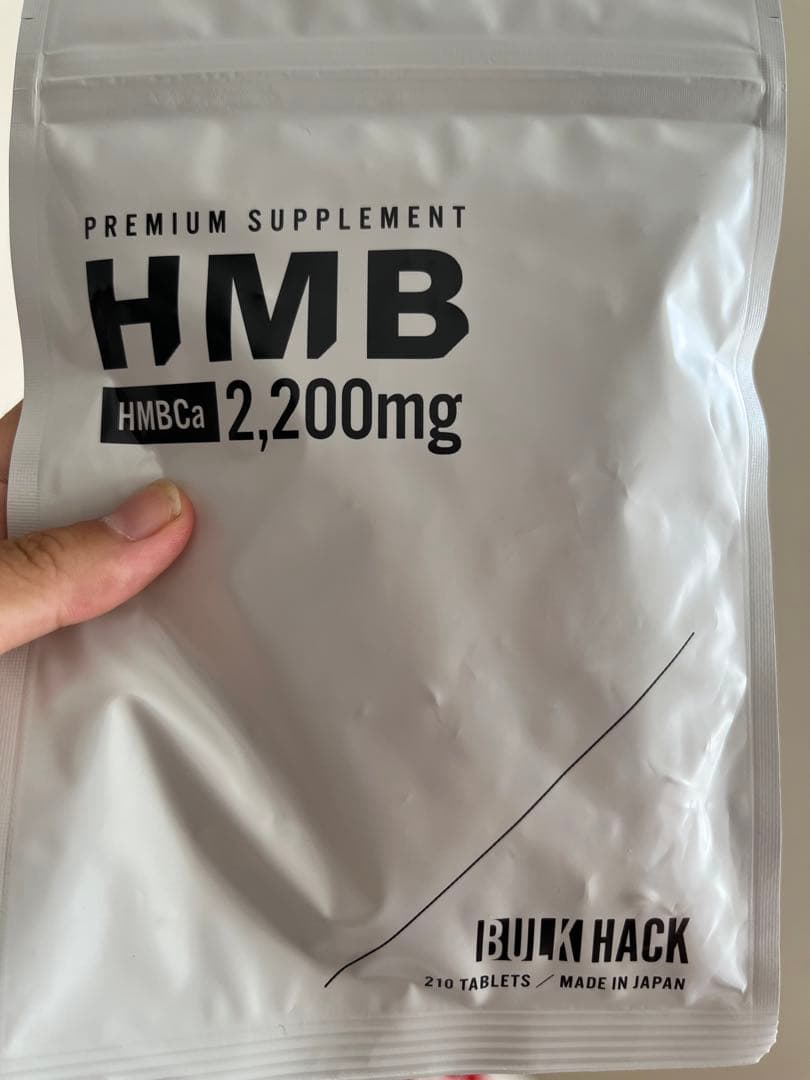 PREMIUM SUPPLEMENT
HMB
HMBCa 2,200mg
BULK HACK
210 TABLETS / MADE IN JAPAN